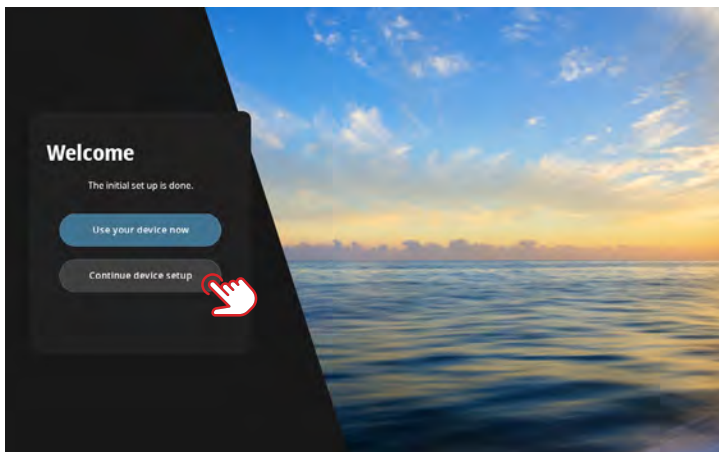 Welcome
The initial set up is done.
Use your device now
Continue device setup